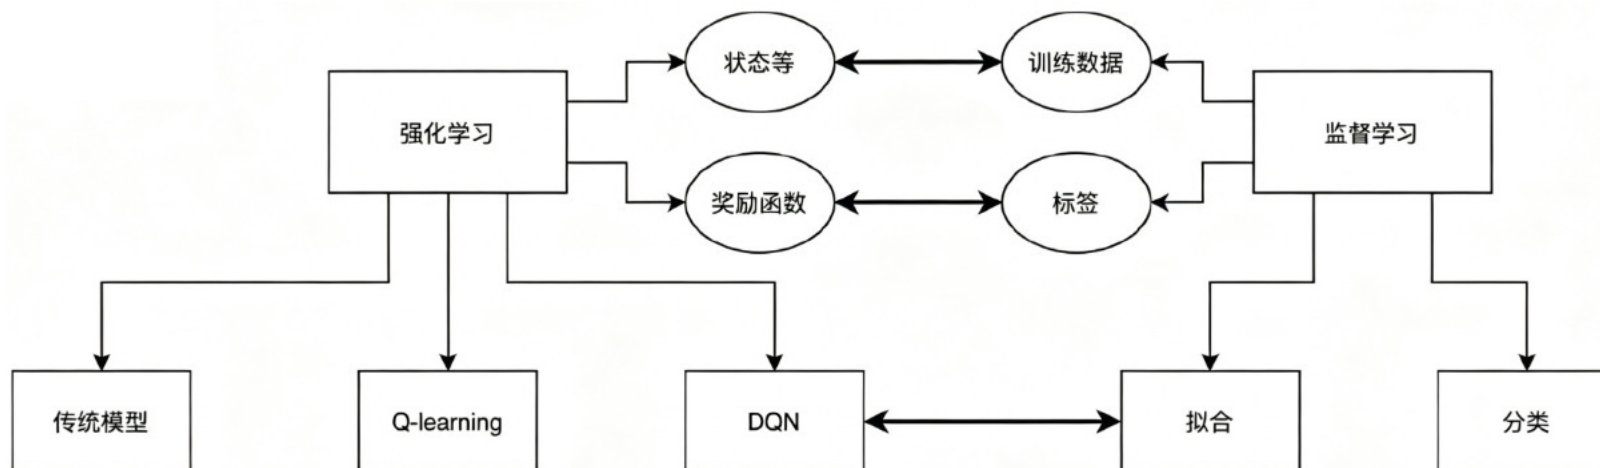 状态等
训练数据
强化学习
监督学习
奖励函数
标签
传统模型
Q-learning
DQN
拟合
分类